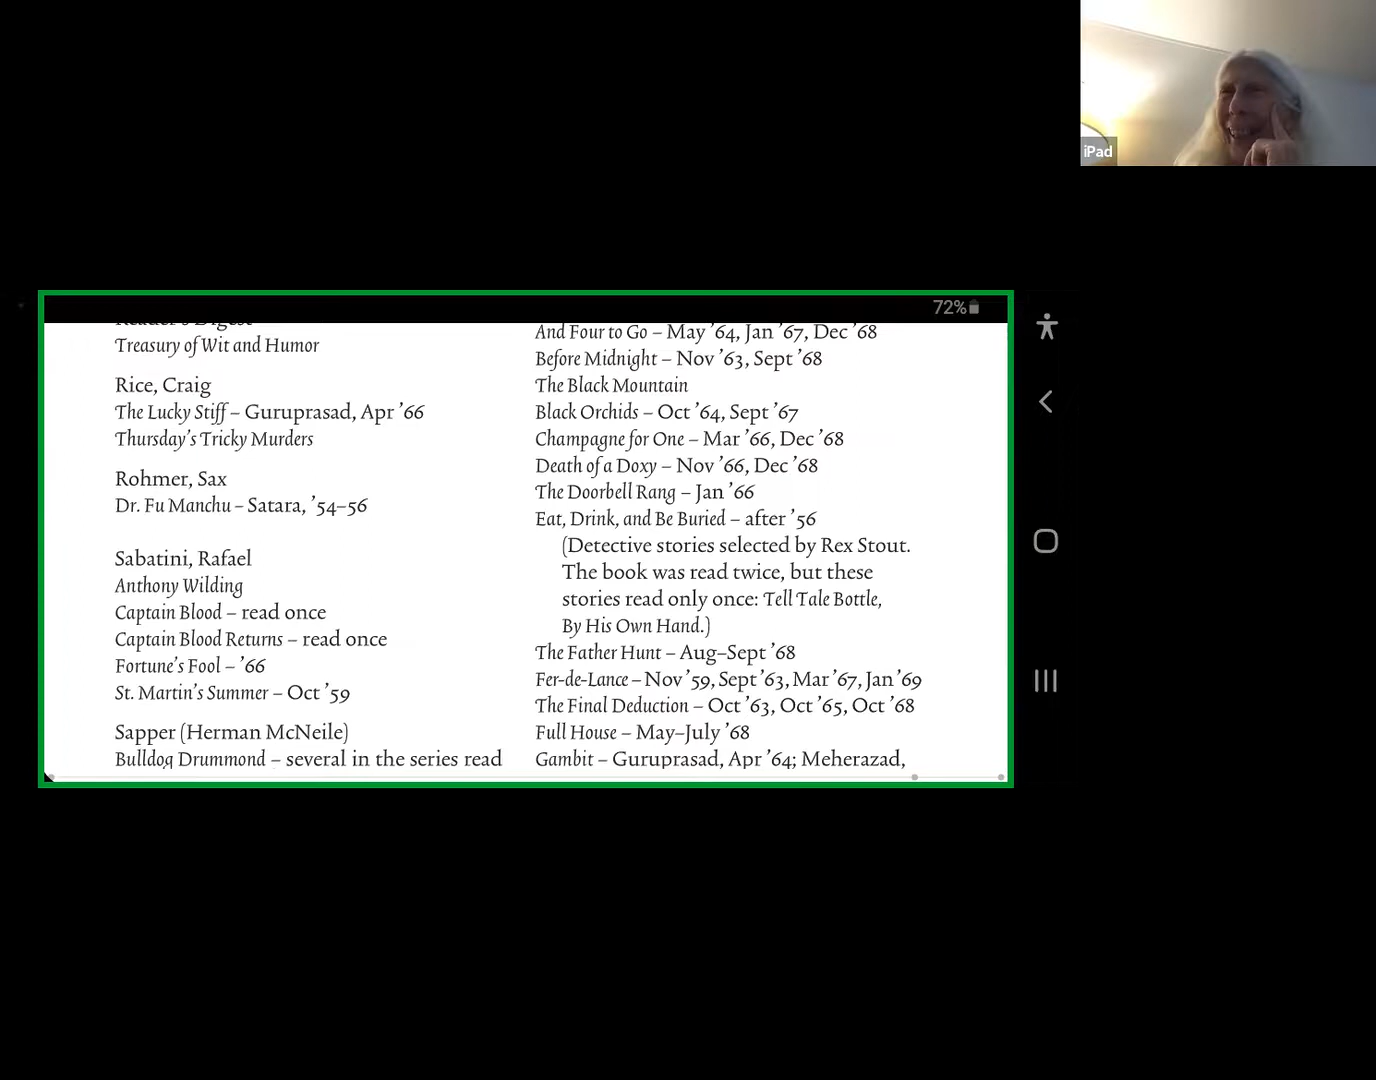 iPad
72%
Reader's Digest
Treasury of Wit and Humor
Rice, Craig
The Lucky Stiff – Guruprasad, Apr ’66
Thursday’s Tricky Murders
Rohmer, Sax
Dr. Fu Manchu – Satara, ’54–56
Sabatini, Rafael
Anthony Wilding
Captain Blood – read once
Captain Blood Returns – read once
Fortune’s Fool – ’66
St. Martin’s Summer – Oct ’59
Sapper (Herman McNeile)
Bulldog Drummond – several in the series read
And Four to Go – May ’64, Jan ’67, Dec ’68
Before Midnight – Nov ’63, Sept ’68
The Black Mountain
Black Orchids – Oct ’64, Sept ’67
Champagne for One – Mar ’66, Dec ’68
Death of a Doxy – Nov ’66, Dec ’68
The Doorbell Rang – Jan ’66
Eat, Drink, and Be Buried – after ’56
(Detective stories selected by Rex Stout.
The book was read twice, but these
stories read only once: Tell Tale Bottle,
By His Own Hand.)
The Father Hunt – Aug–Sept ’68
Fer-de-Lance – Nov ’59, Sept ’63, Mar ’67, Jan ’69
The Final Deduction – Oct ’63, Oct ’65, Oct ’68
Full House – May–July ’68
Gambit – Guruprasad, Apr ’64; Meherazad,